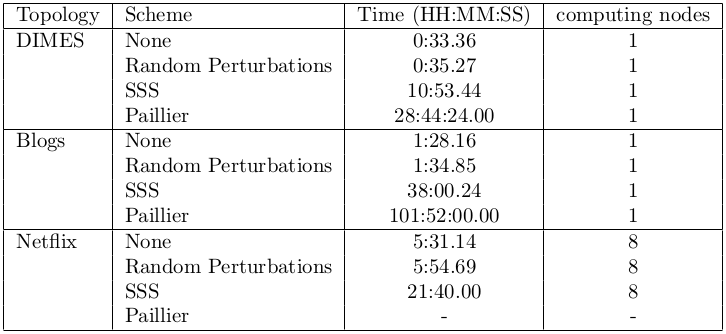 Topology Scheme Time (HH:MM:SS) computing nodes
DIMES None 0:33.36 1
Random Perturbations 0:35.27 1
SSS 10:53.44 1
Paillier 28:44:24.00 1
Blogs None 1:28.16 1
Random Perturbations 1:34.85 1
SSS 38:00.24 1
Paillier 101:52:00.00 1
Netflix None 5:31.14 8
Random Perturbations 5:54.69 8
SSS 21:40.00 8
Paillier - -